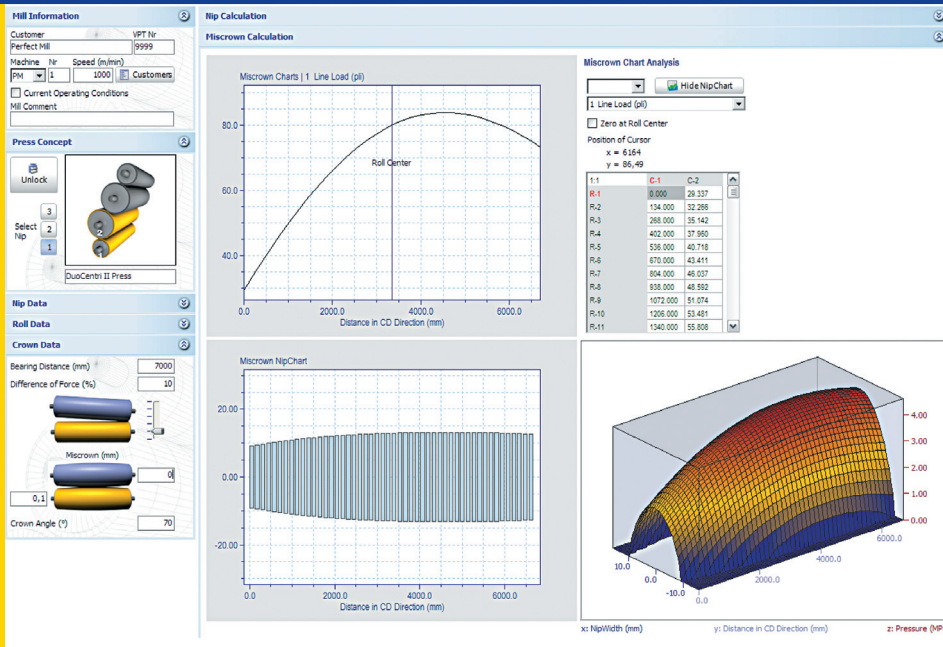 Mill Information
Customer
VPT Nr
Perfect Mill
9999
Machine Nr Speed (m/min)
PM 1 1000 Customers
Current Operating Conditions
Mill Comment
Press Concept
Unlock
3
Select Nip
2
1
2
1
DuoCentri II Press
Nip Data
Roll Data
Crown Data
Bearing Distance (mm) 7000
Difference of Force (%) 10
Miscrown (mm)
0
0,1
Crown Angle (°) 70
Nip Calculation
Miscrown Calculation
Miscrown Charts | 1 Line Load (pli)
80.0
Roll Center
60.0
40.0
0.0 2000.0 4000.0 6000.0
Distance in CD Direction (mm)
Miscrown NipChart
20.00
0.00
-20.00
0.0 2000.0 4000.0 6000.0
Distance in CD Direction (mm)
Miscrown Chart Analysis
Hide NipChart
1 Line Load (pli)
Zero at Roll Center
Position of Cursor
x = 6164
y = 86,49
1:1 C-1 C-2
R-1 0.000 29.337
R-2 134.000 32.266
R-3 268.000 35.142
R-4 402.000 37.960
R-5 536.000 40.718
R-6 670.000 43.411
R-7 804.000 46.037
R-8 938.000 48.592
R-9 1072.000 51.074
R-10 1206.000 53.481
R-11 1340.000 55.808
4.00
3.00
2.00
1.00
0.00
10.0
0.0
-10.0
0.0
2000.0
4000.0
6000.0
x: NipWidth (mm) y: Distance in CD Direction (mm) z: Pressure (MP